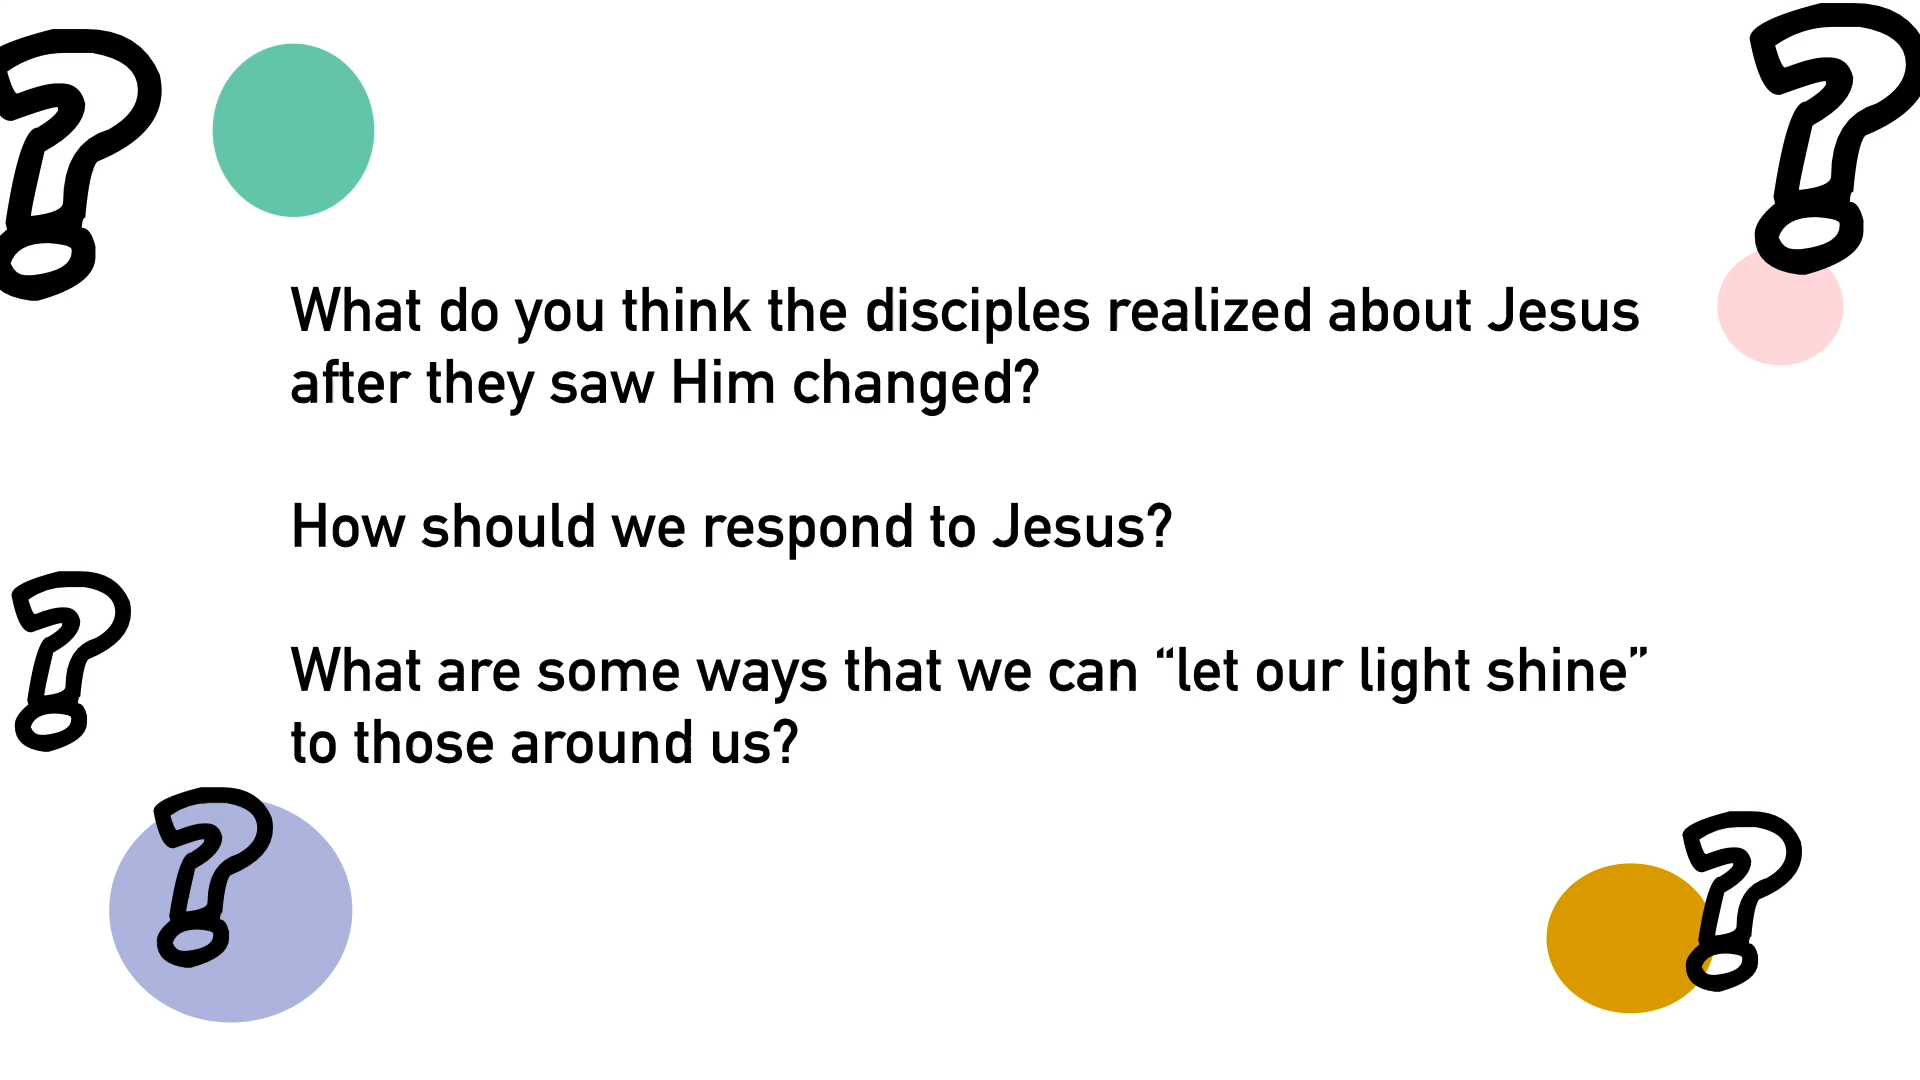 What do you think the disciples realized about Jesus
after they saw Him changed?
How should we respond to Jesus?
What are some ways that we can “let our light shine”
to those around us?